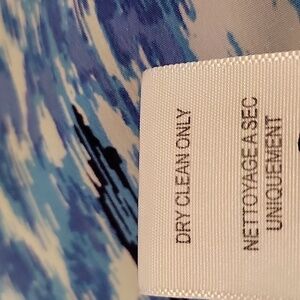 DRY CLEAN ONLY
NETTOYAGE A SEC
UNIQUEMENT